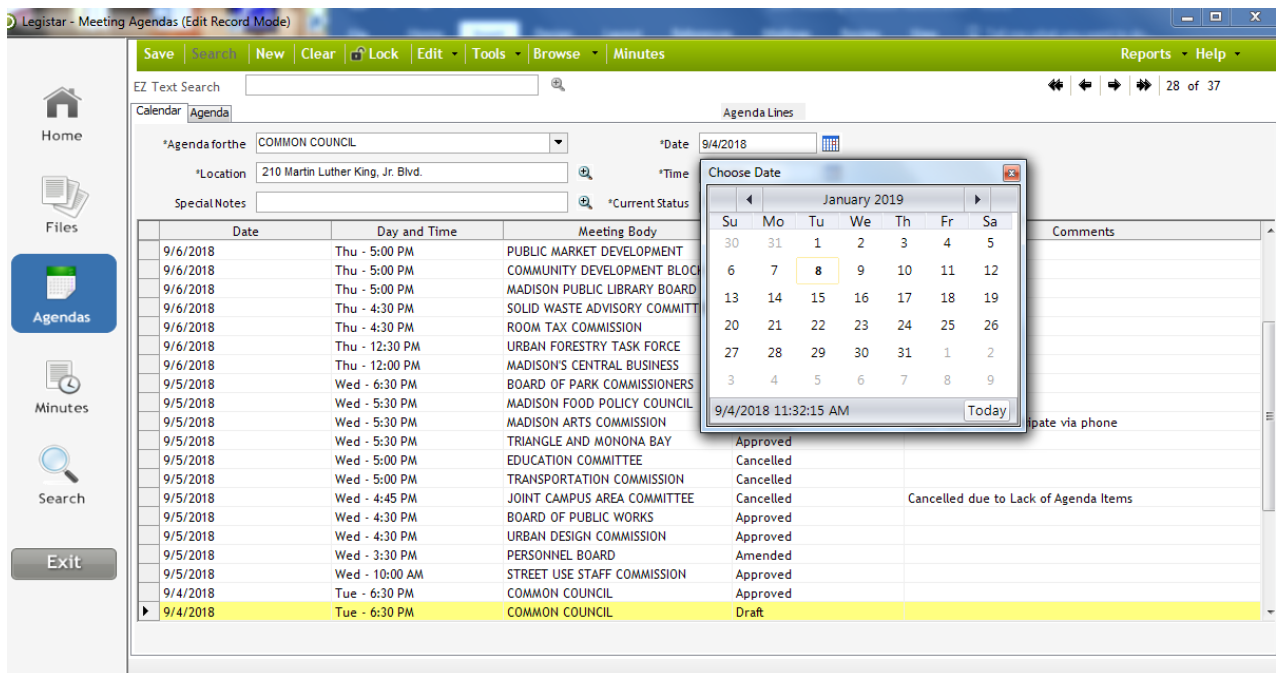 Legistar - Meeting Agendas (Edit Record Mode)
Save Search New Clear Lock Edit Tools Browse Minutes Reports Help
EZ Text Search 28 of 37
Calendar Agenda Agenda Lines
*Agenda for the COMMON COUNCIL *Date 9/4/2018
*Location 210 Martin Luther King, Jr. Blvd. *Time
Special Notes *Current Status
Home
Files
Agendas
Minutes
Search
Exit
Choose Date
January 2019
Su Mo Tu We Th Fr Sa
30 31 1 2 3 4 5
6 7 8 9 10 11 12
13 14 15 16 17 18 19
20 21 22 23 24 25 26
27 28 29 30 31 1 2
3 4 5 6 7 8 9
9/4/2018 11:32:15 AM Today
Date Day and Time Meeting Body Comments
9/6/2018 Thu - 5:00 PM PUBLIC MARKET DEVELOPMENT
9/6/2018 Thu - 5:00 PM COMMUNITY DEVELOPMENT BLOC
9/6/2018 Thu - 5:00 PM MADISON PUBLIC LIBRARY BOARD
9/6/2018 Thu - 4:30 PM SOLID WASTE ADVISORY COMMITT
9/6/2018 Thu - 4:30 PM ROOM TAX COMMISSION
9/6/2018 Thu - 12:30 PM URBAN FORESTRY TASK FORCE
9/6/2018 Thu - 12:00 PM MADISON'S CENTRAL BUSINESS
9/5/2018 Wed - 6:30 PM BOARD OF PARK COMMISSIONERS
9/5/2018 Wed - 5:30 PM MADISON FOOD POLICY COUNCIL
9/5/2018 Wed - 5:30 PM MADISON ARTS COMMISSION ipate via phone
9/5/2018 Wed - 5:30 PM TRIANGLE AND MONONA BAY Approved
9/5/2018 Wed - 5:00 PM EDUCATION COMMITTEE Cancelled
9/5/2018 Wed - 5:00 PM TRANSPORTATION COMMISSION Cancelled
9/5/2018 Wed - 4:45 PM JOINT CAMPUS AREA COMMITTEE Cancelled Cancelled due to Lack of Agenda Items
9/5/2018 Wed - 4:30 PM BOARD OF PUBLIC WORKS Approved
9/5/2018 Wed - 4:30 PM URBAN DESIGN COMMISSION Approved
9/5/2018 Wed - 3:30 PM PERSONNEL BOARD Amended
9/5/2018 Wed - 10:00 AM STREET USE STAFF COMMISSION Approved
9/4/2018 Tue - 6:30 PM COMMON COUNCIL Approved
9/4/2018 Tue - 6:30 PM COMMON COUNCIL Draft